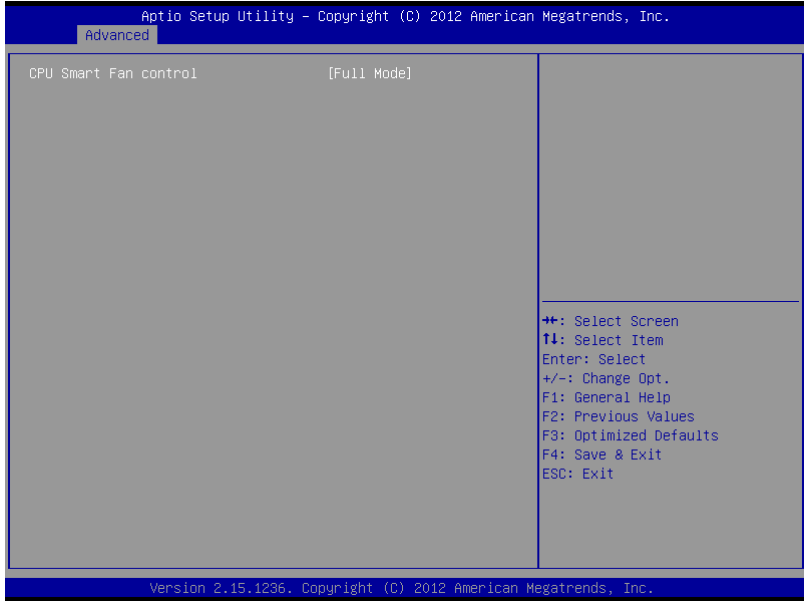 Aptio Setup Utility – Copyright (C) 2012 American Megatrends, Inc.
Advanced
CPU Smart Fan control [Full Mode]
→←: Select Screen
↑↓: Select Item
Enter: Select
+/-: Change Opt.
F1: General Help
F2: Previous Values
F3: Optimized Defaults
F4: Save & Exit
ESC: Exit
Version 2.15.1236. Copyright (C) 2012 American Megatrends, Inc.